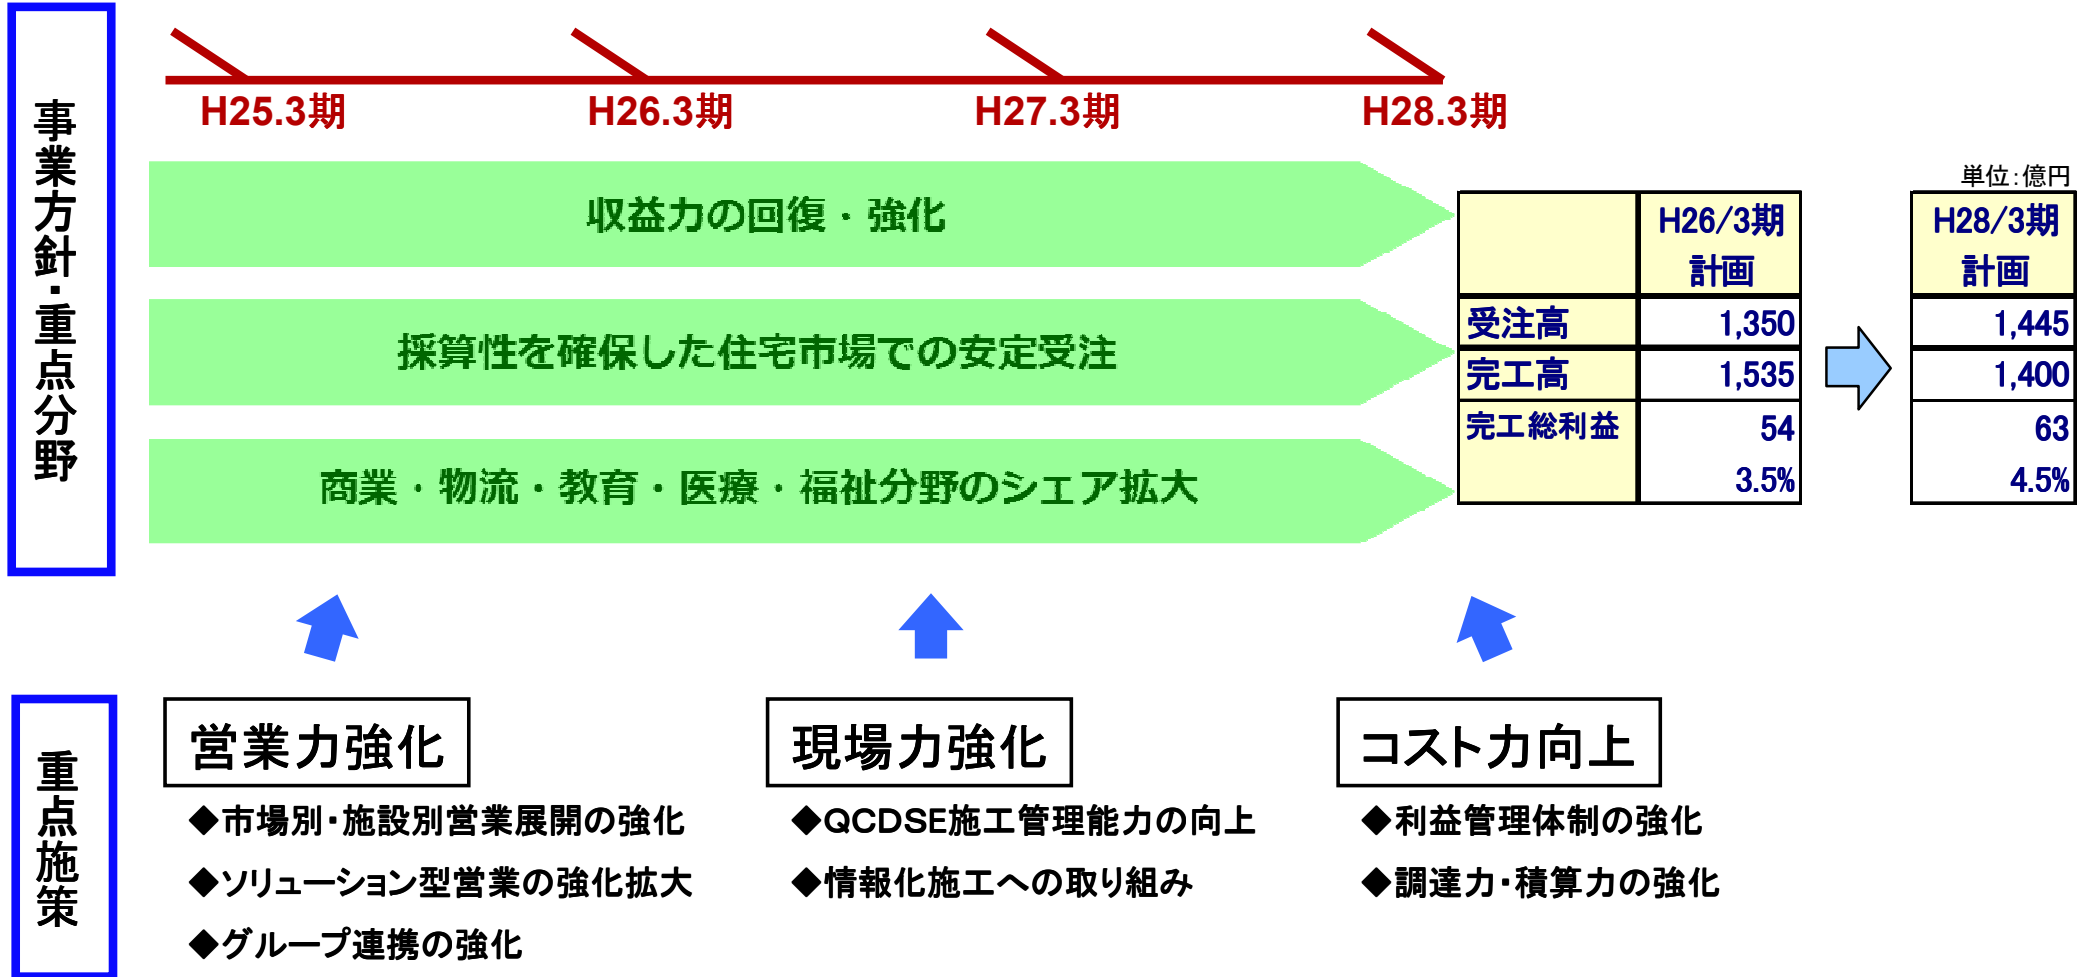 事業方針・重点分野
H25.3期 H26.3期 H27.3期 H28.3期
収益力の回復・強化
採算性を確保した住宅市場での安定受注
商業・物流・教育・医療・福祉分野のシェア拡大
単位：億円
H26/3期 H28/3期
計画 計画
受注高 1,350 1,445
完工高 1,535 1,400
完工総利益 54 63
3.5% 4.5%
重点施策
営業力強化
◆市場別・施設別営業展開の強化
◆ソリューション型営業の強化拡大
◆グループ連携の強化
現場力強化
◆QCDSE施工管理能力の向上
◆情報化施工への取り組み
コスト力向上
◆利益管理体制の強化
◆調達力・積算力の強化